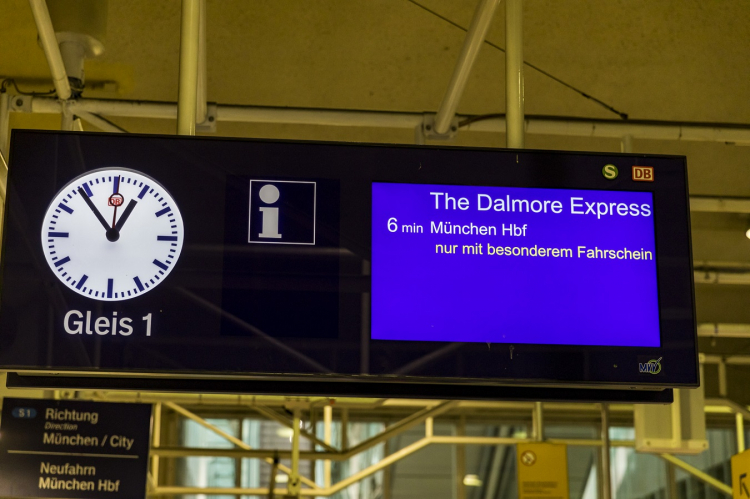 DB
S
DB
i
The Dalmore Express
6 min München Hbf
nur mit besonderem Fahrschein
Gleis 1
MVV
S1 Richtung
Direction
München / City
Neufahrn
München Hbf